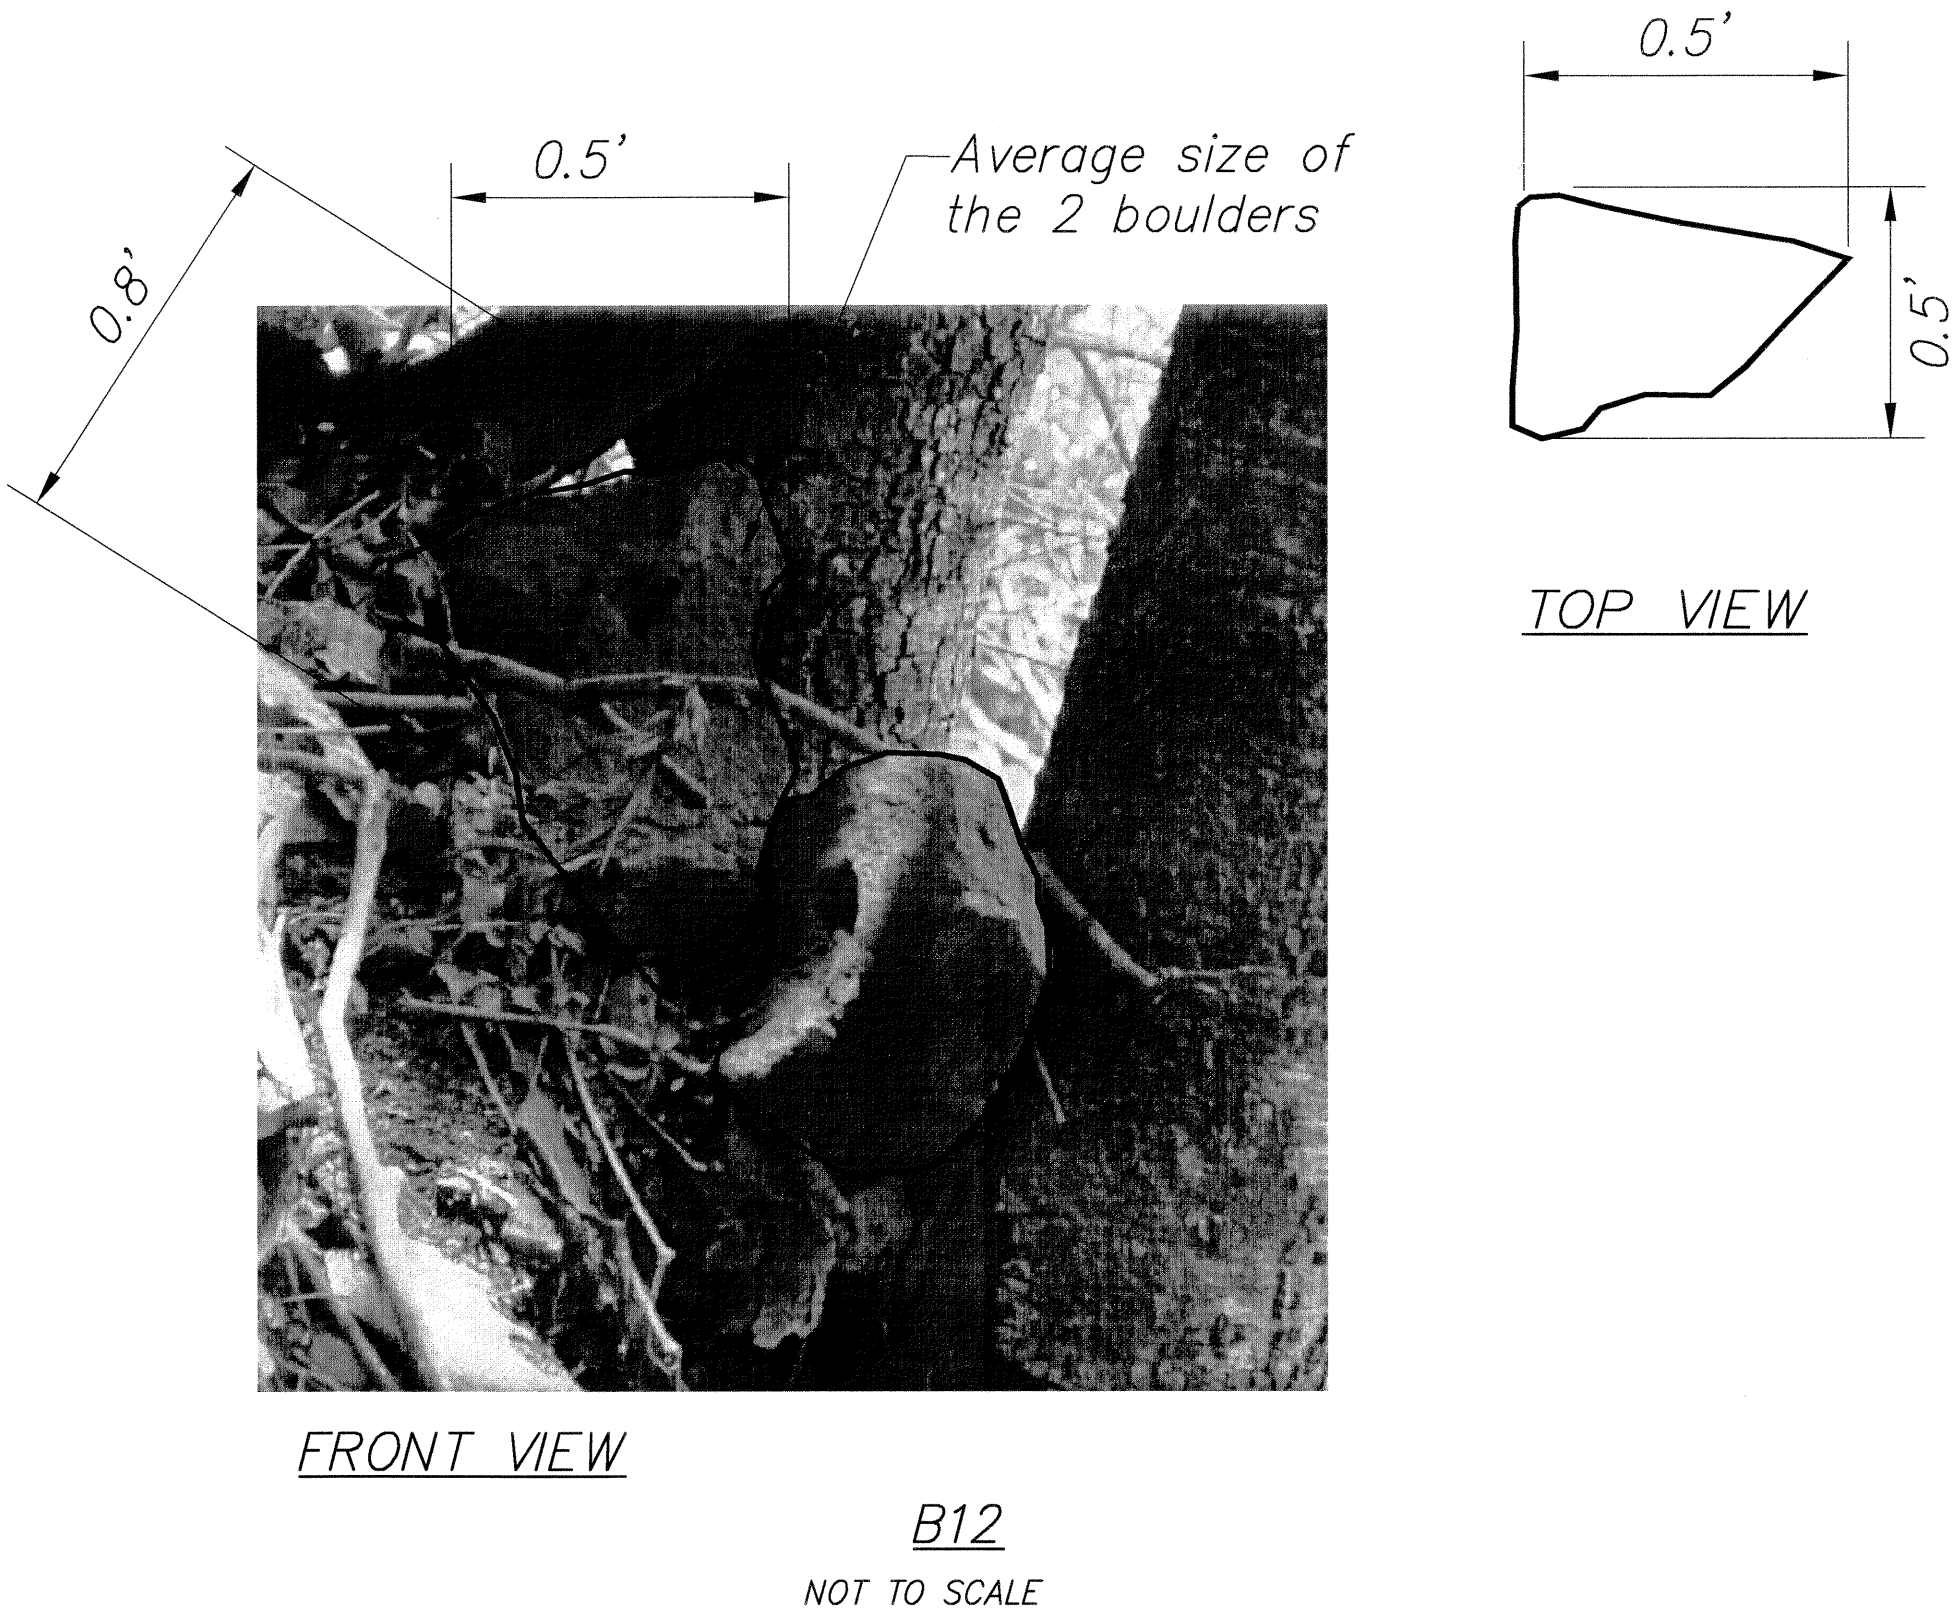 0.5'
0.5'
Average size of
the 2 boulders
0.8'
0.5'
TOP VIEW
FRONT VIEW
B12
NOT TO SCALE